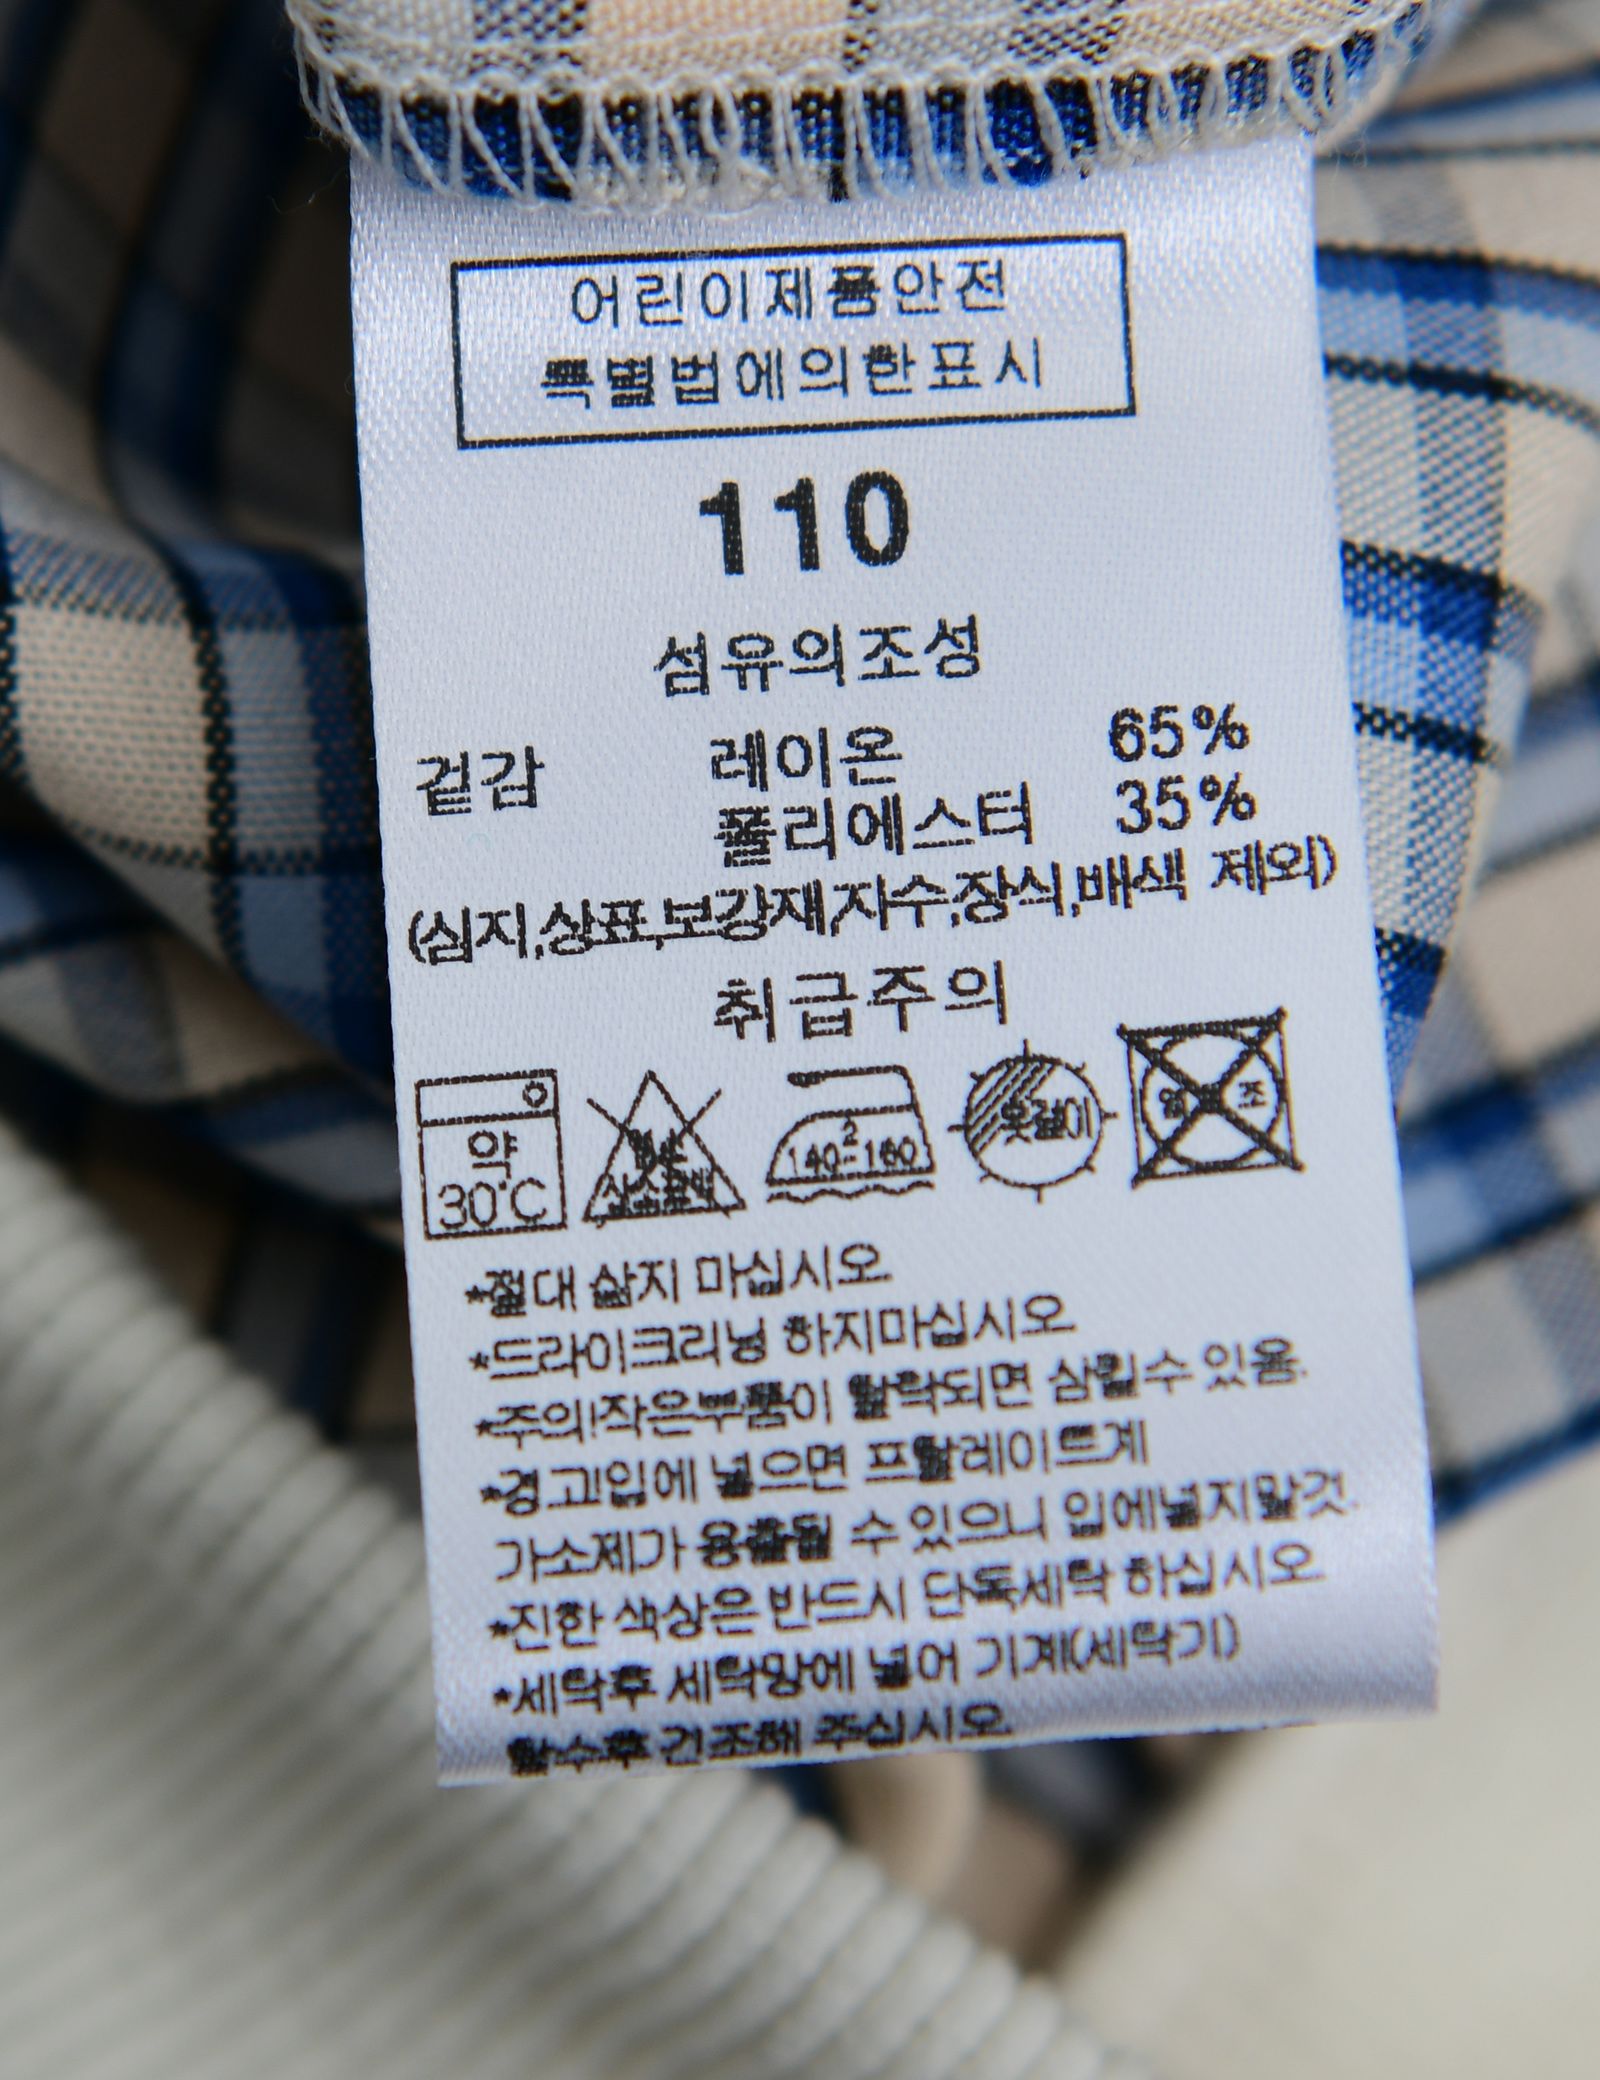 어린이제품안전
특별법에의한표시
110
섬유의조성
겉감 레이온 65%
폴리에스터 35%
(심지,상표,보강재,자수,장식,배색 제외)
취급주의
약 30℃
산소표백
2
140-160
옷걸이
조
*절대 삶지 마십시오.
*드라이크리닝 하지마십시오.
*주의!작은부품이 탈락되면 삼킬수 있음.
*경고!입에 넣으면 프탈레이트계
가소제가 용출될 수 있으니 입에넣지말것.
*진한 색상은 반드시 단독세탁 하십시오.
*세탁후 세탁망에 넣어 기계(세탁기)
탈수후 건조해 주십시오.